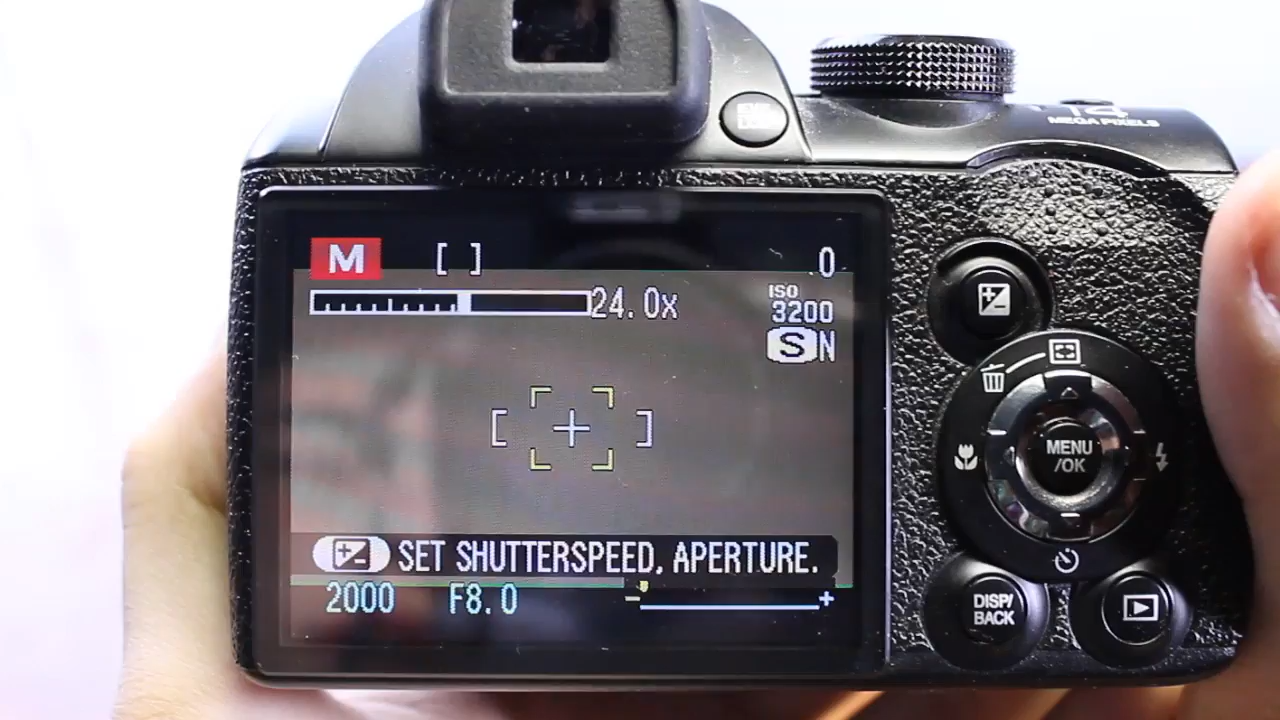 14
MEGA PIXELS
M [ ] 0
24.0x
ISO
3200
S N
SET SHUTTERSPEED, APERTURE.
2000 F8.0 - +
MENU
/OK
DISP/
BACK